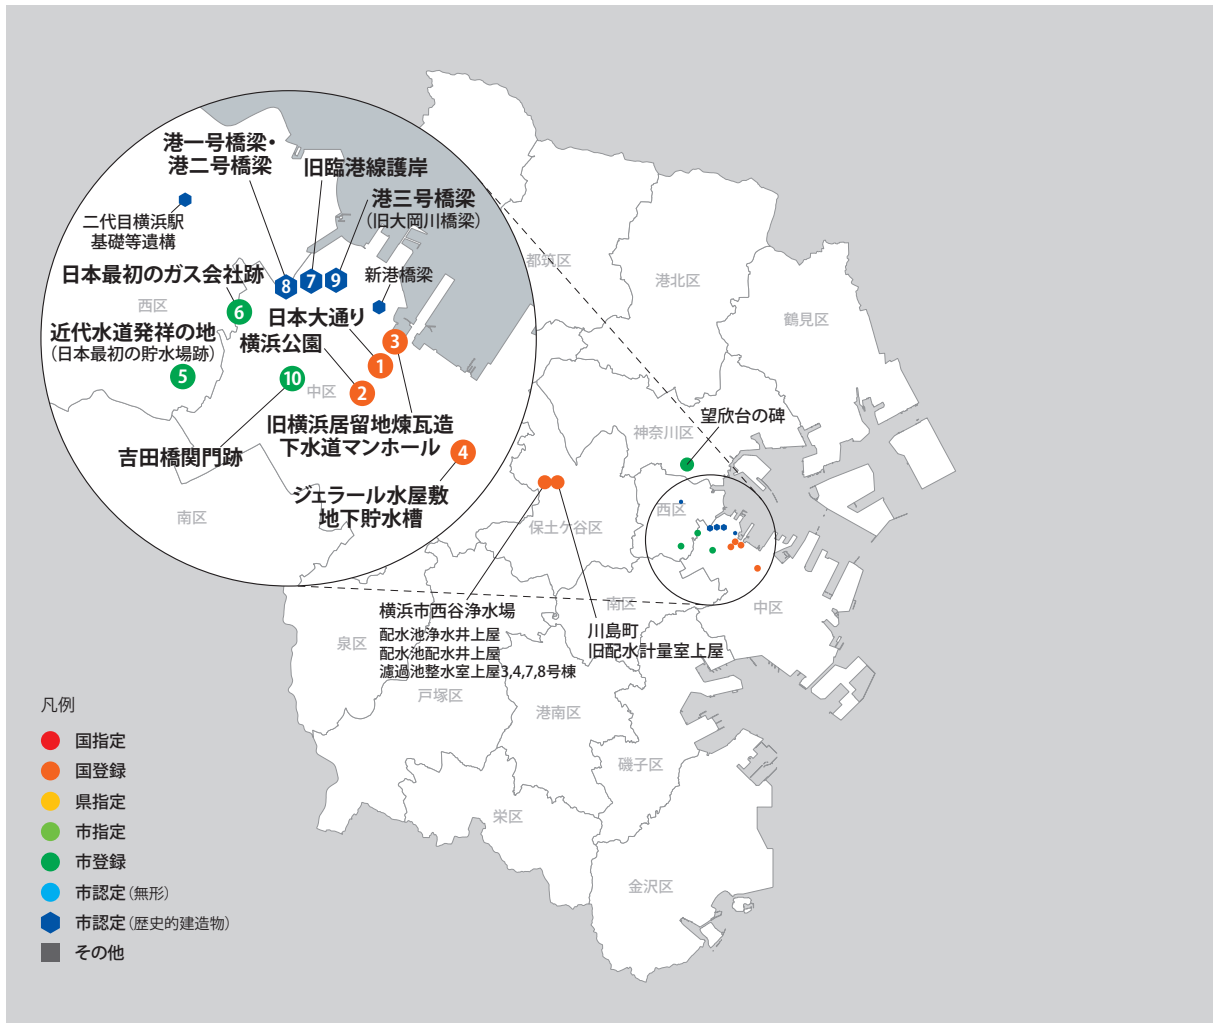 港一号橋梁・
港二号橋梁
旧臨港線護岸
港三号橋梁
(旧大岡川橋梁)
二代目横浜駅
基礎等遺構
日本最初のガス会社跡
新港橋梁
8
7
9
西区
6
日本大通り
近代水道発祥の地
(日本最初の貯水場跡)
横浜公園
3
1
5
10
2
中区
旧横浜居留地煉瓦造
下水道マンホール
吉田橋関門跡
4
ジェラール水屋敷
地下貯水槽
南区
都筑区
港北区
鶴見区
神奈川区
望欣台の碑
西区
保土ケ谷区
南区
中区
横浜市西谷浄水場
配水池浄水井上屋
配水池配水井上屋
濾過池整水室上屋3,4,7,8号棟
川島町
旧配水計量室上屋
泉区
戸塚区
港南区
磯子区
栄区
金沢区
凡例
国指定
国登録
県指定
市指定
市登録
市認定(無形)
市認定(歴史的建造物)
その他